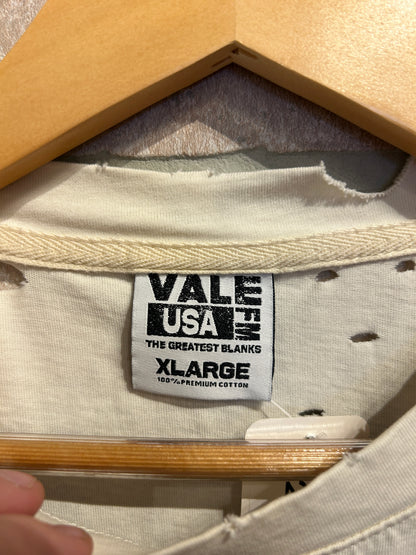 VALE FM
USA
THE GREATEST BLANKS
XLARGE
100% PREMIUM COTTON